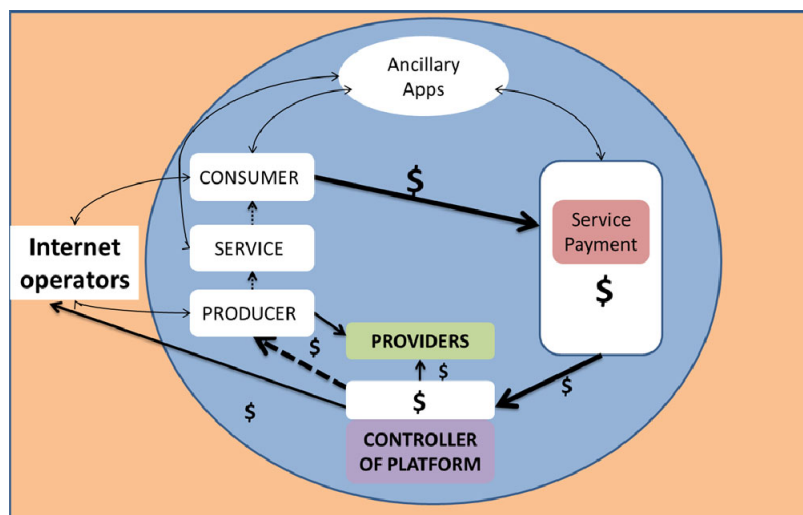 Ancillary
Apps
CONSUMER
$
Service
Payment
$
SERVICE
Internet
operators
PRODUCER
$
PROVIDERS
$
$
$
$
CONTROLLER
OF PLATFORM